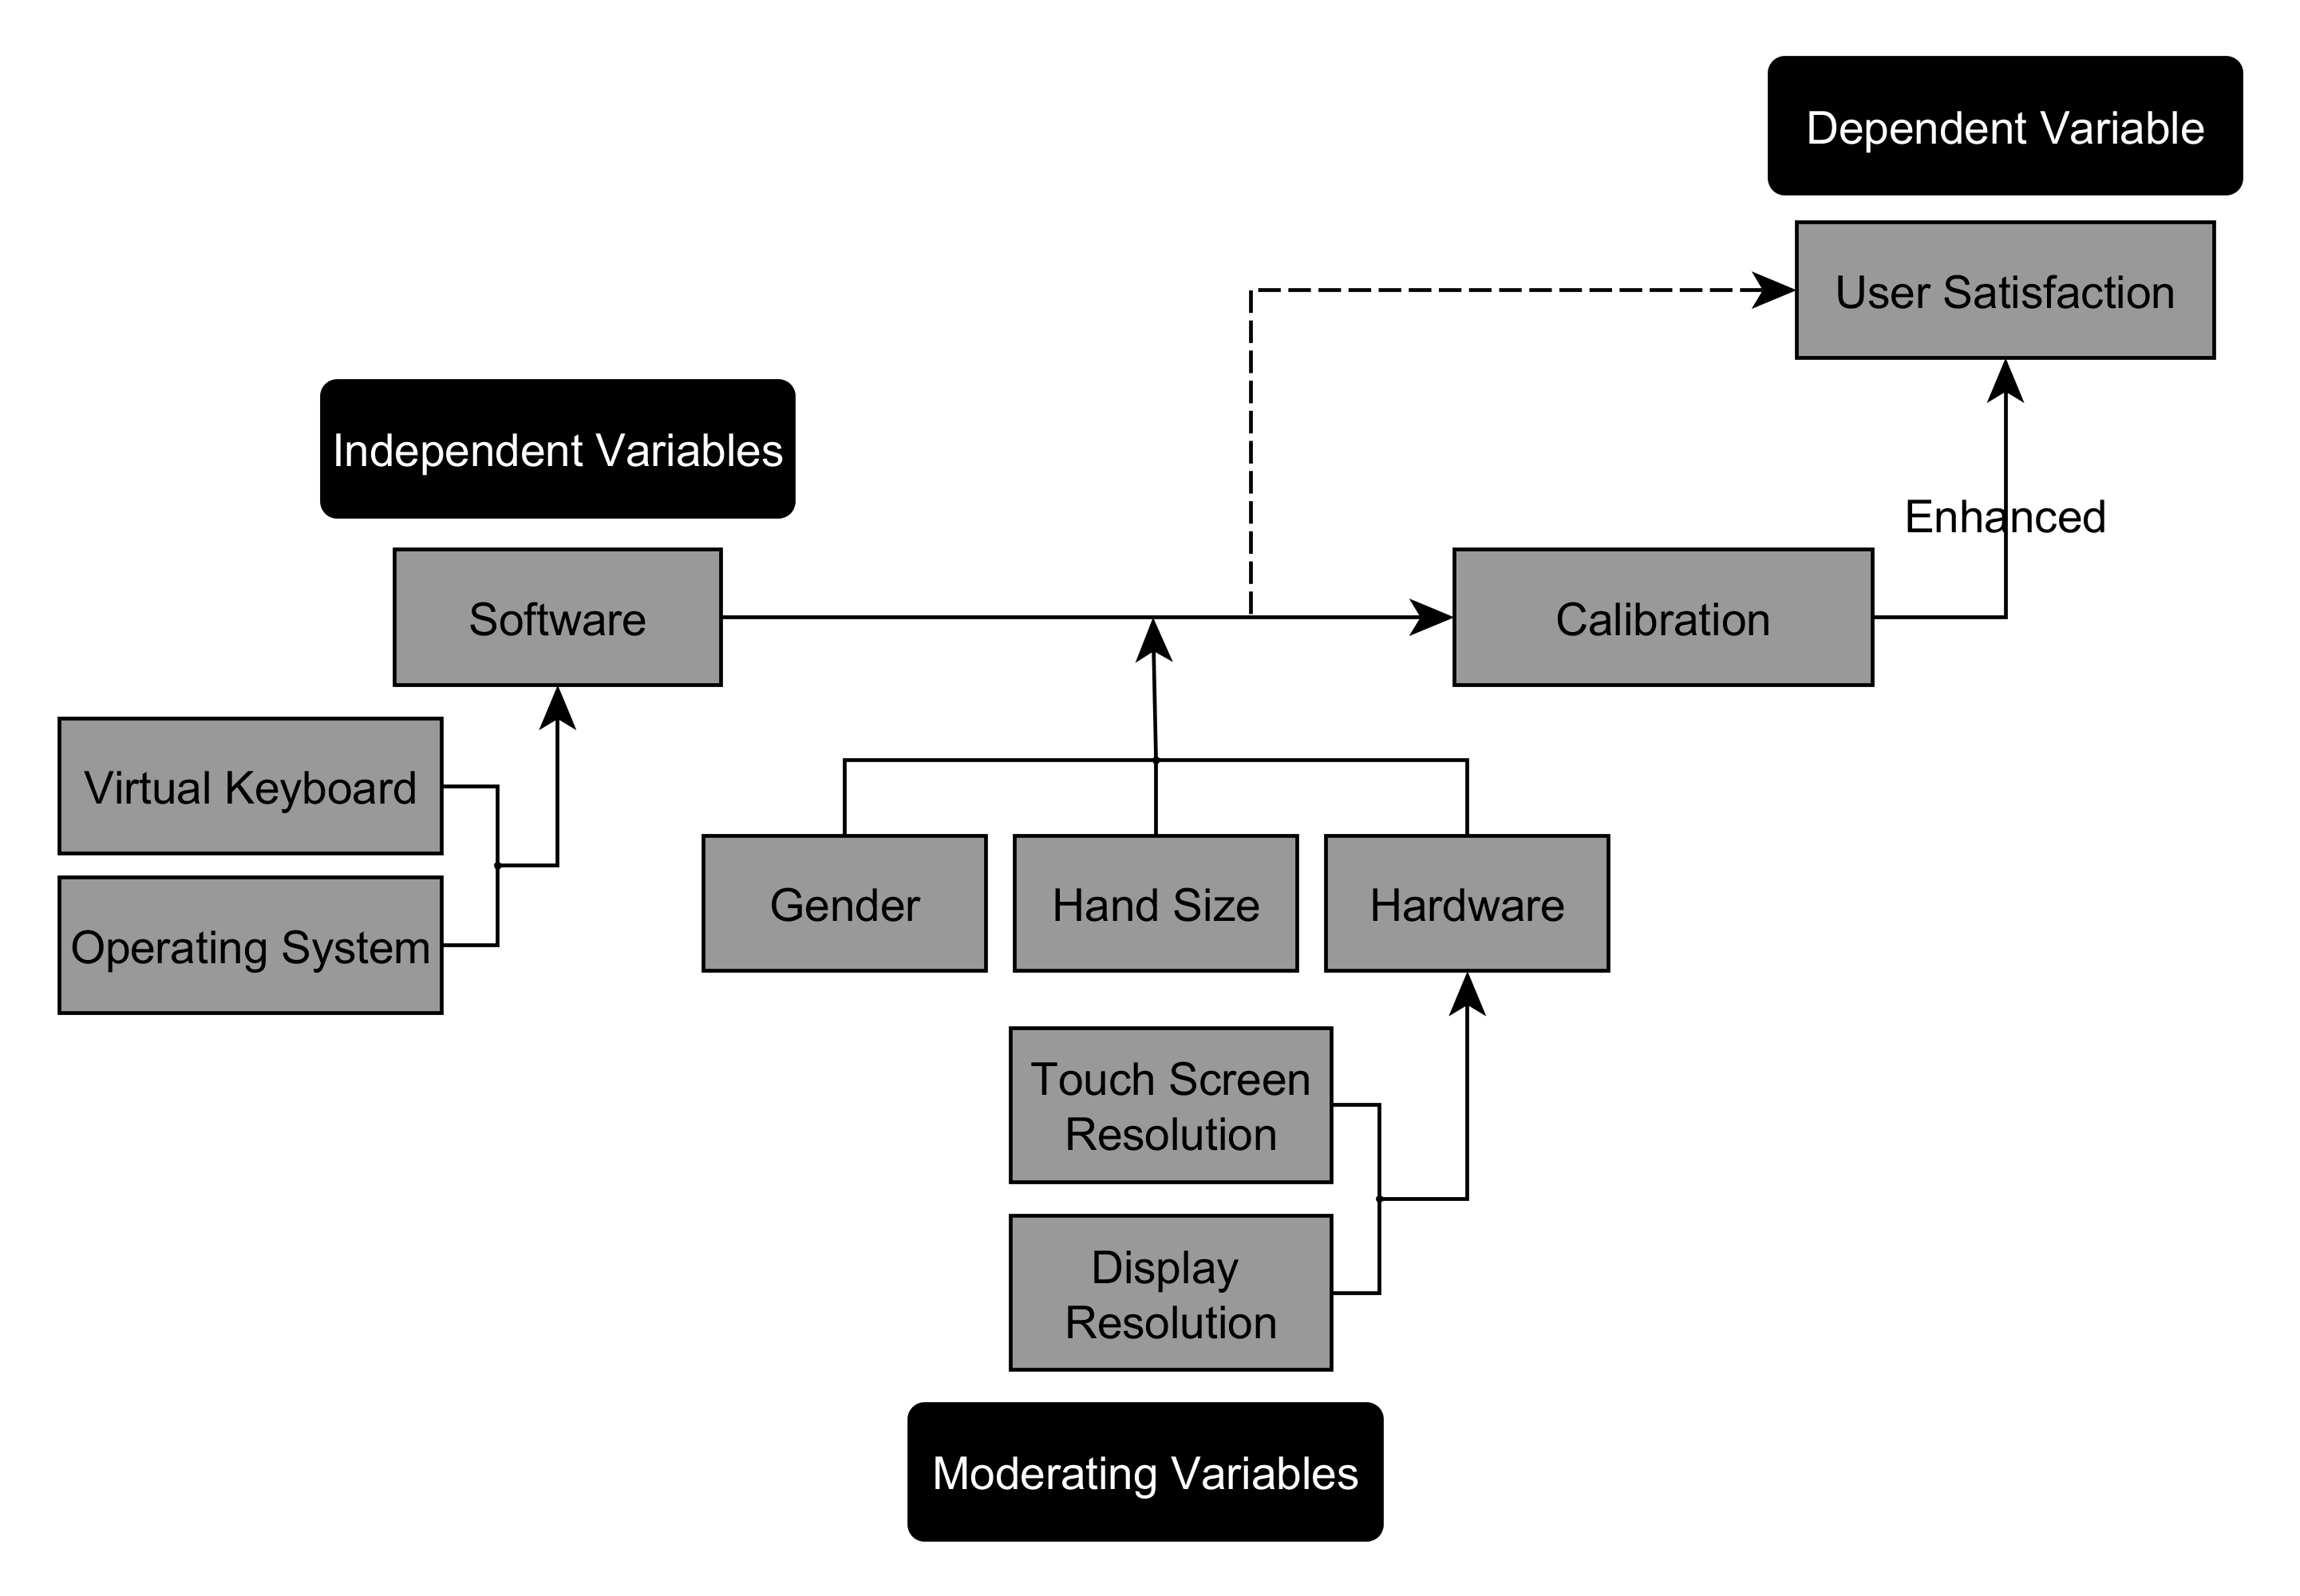 Dependent Variable
User Satisfaction
Independent Variables
Enhanced
Software
Calibration
Virtual Keyboard
Operating System
Gender
Hand Size
Hardware
Touch Screen
Resolution
Display
Resolution
Moderating Variables